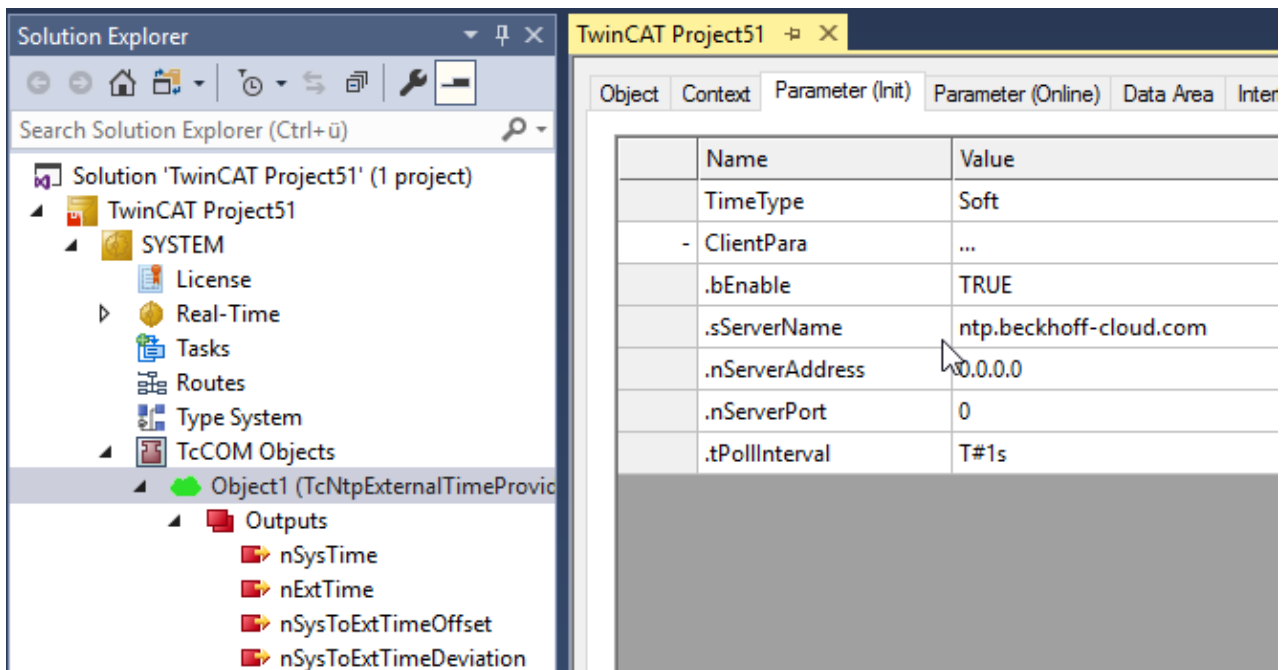 Solution Explorer
Search Solution Explorer (Ctrl+ü)
Solution 'TwinCAT Project51' (1 project)
TwinCAT Project51
SYSTEM
License
Real-Time
Tasks
Routes
Type System
TcCOM Objects
Object1 (TcNtpExternalTimeProvid
Outputs
nSysTime
nExtTime
nSysToExtTimeOffset
nSysToExtTimeDeviation
TwinCAT Project51
Object Context Parameter (Init) Parameter (Online) Data Area Inter
Name Value
TimeType Soft
- ClientPara ...
.bEnable TRUE
.sServerName ntp.beckhoff-cloud.com
.nServerAddress 0.0.0.0
.nServerPort 0
.tPollInterval T#1s